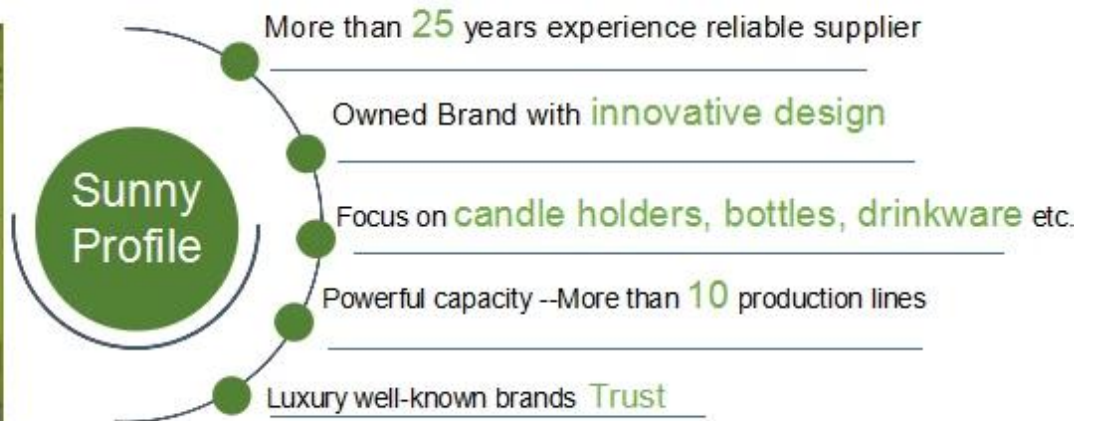 Sunny
Profile
More than 25 years experience reliable supplier
Owned Brand with innovative design
Focus on candle holders, bottles, drinkware etc.
Powerful capacity --More than 10 production lines
Luxury well-known brands Trust